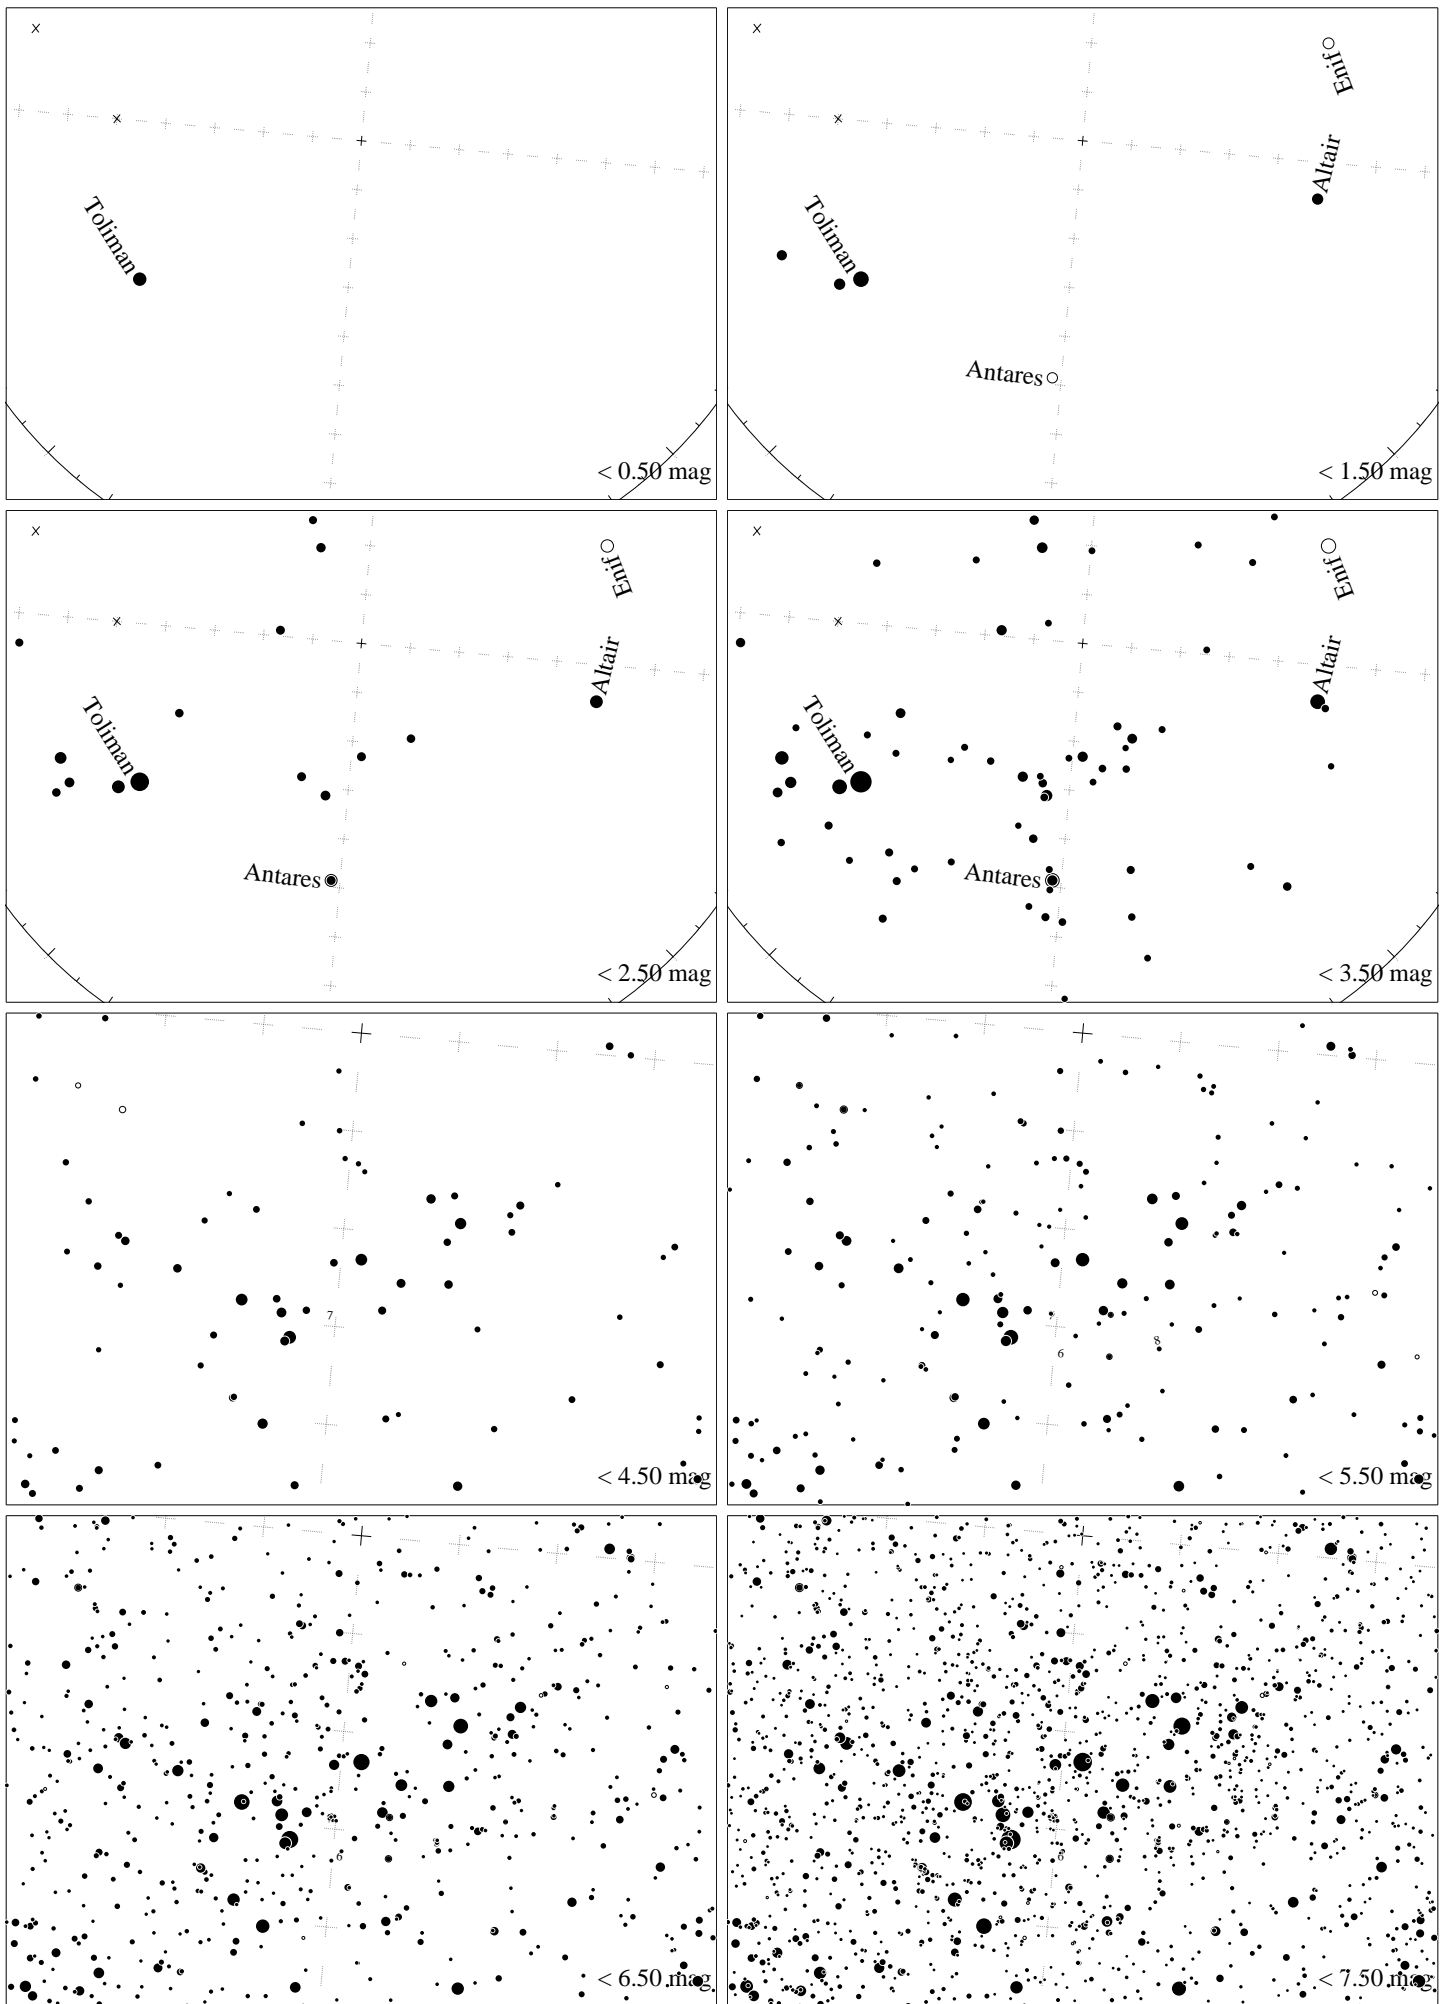 Toliman
< 0.50 mag
Enif
Altair
Toliman
Antares
< 1.50 mag
Enif
Altair
Toliman
Antares
< 2.50 mag
Enif
Altair
Toliman
Antares
< 3.50 mag
7
< 4.50 mag
8
6
< 5.50 mag
6
< 6.50 mag
6
< 7.50 mag